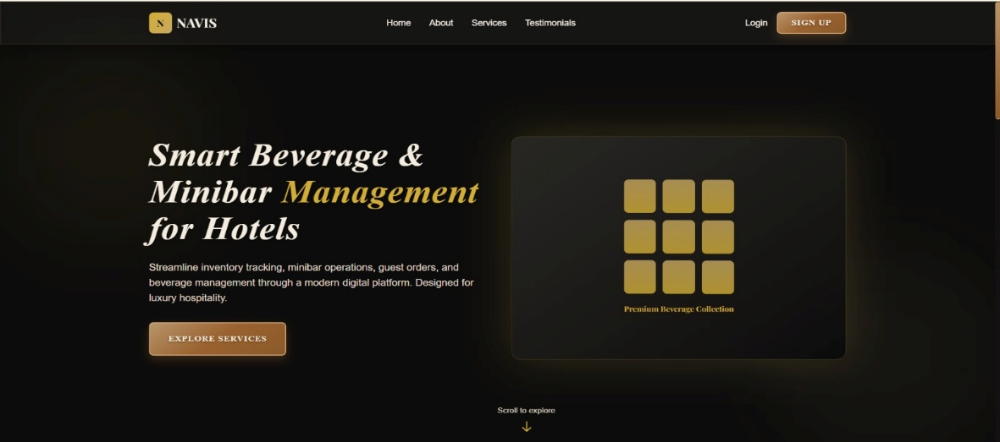 N NAVIS
Home About Services Testimonials
Login SIGN UP
Smart Beverage &
Minibar Management
for Hotels
Streamline inventory tracking, minibar operations, guest orders, and
beverage management through a modern digital platform. Designed for
luxury hospitality.
EXPLORE SERVICES
Premium Beverage Collection
Scroll to explore